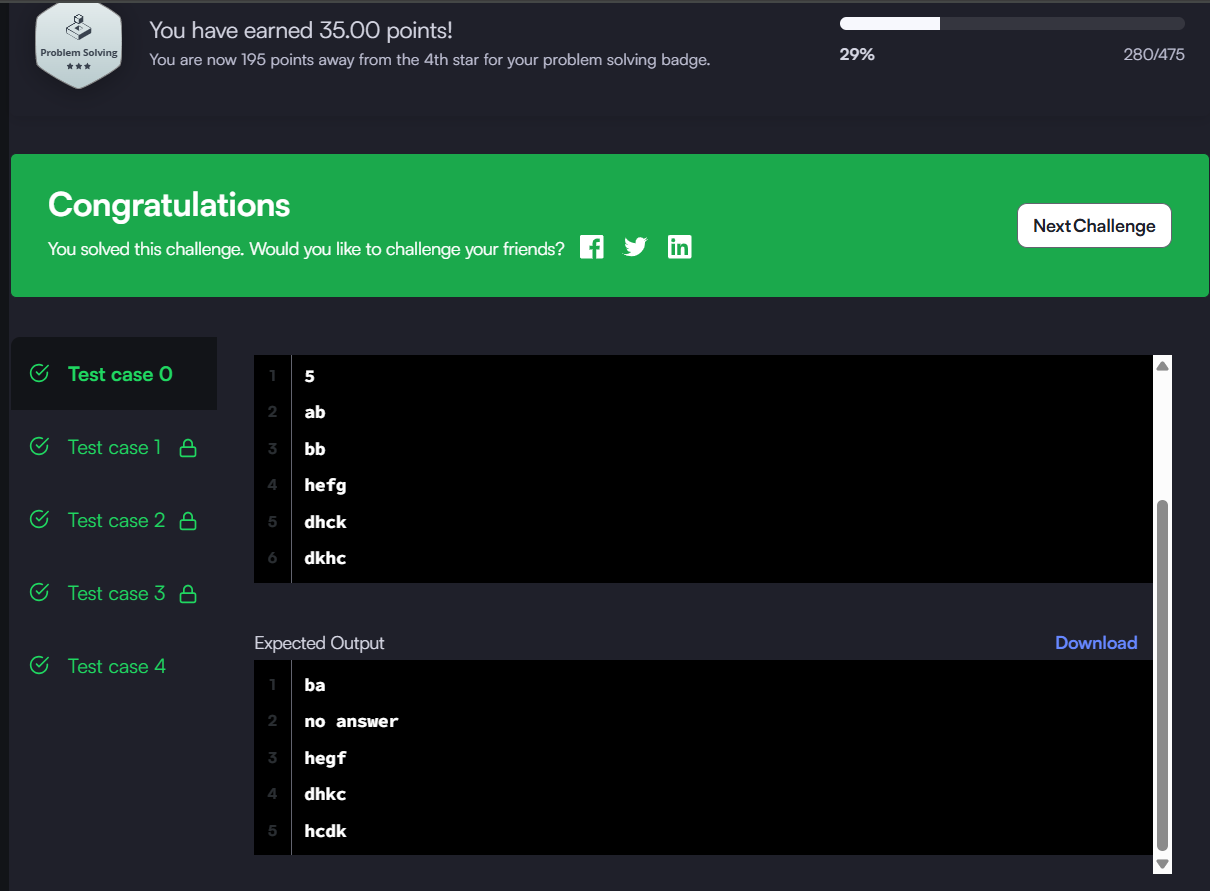 You have earned 35.00 points!
Problem Solving
You are now 195 points away from the 4th star for your problem solving badge.
29%
280/475
Congratulations
You solved this challenge. Would you like to challenge your friends?
Next Challenge
Test case 0
Test case 1
Test case 2
Test case 3
Test case 4
1 5
2 ab
3 bb
4 hefg
5 dhck
6 dkhc
Expected Output
Download
1 ba
2 no answer
3 hegf
4 dhkc
5 hcdk